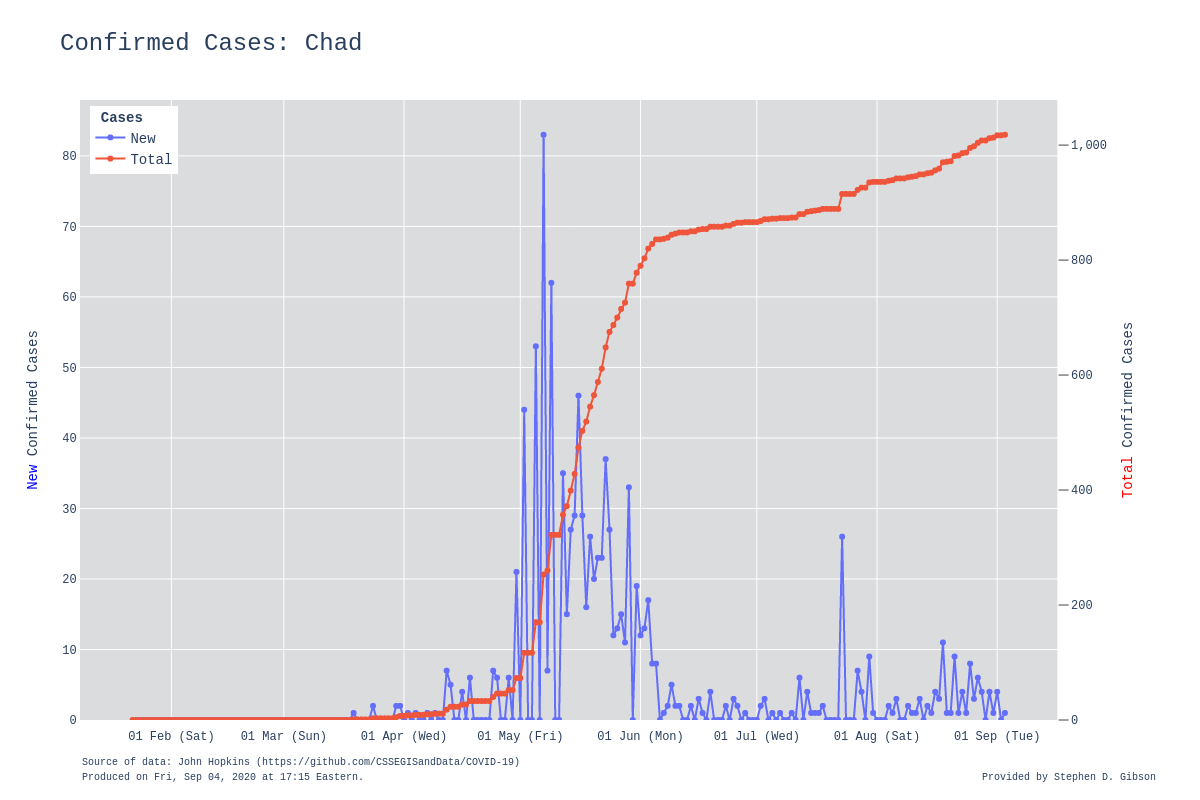 Confirmed Cases: Chad
Cases
New
Total
80
70
60
50
40
30
20
10
0
New Confirmed Cases
1,000
800
600
400
200
0
Total Confirmed Cases
01 Feb (Sat)
01 Mar (Sun)
01 Apr (Wed)
01 May (Fri)
01 Jun (Mon)
01 Jul (Wed)
01 Aug (Sat)
01 Sep (Tue)
Source of data: John Hopkins (https://github.com/CSSEGISandData/COVID-19)
Produced on Fri, Sep 04, 2020 at 17:15 Eastern.
Provided by Stephen D. Gibson